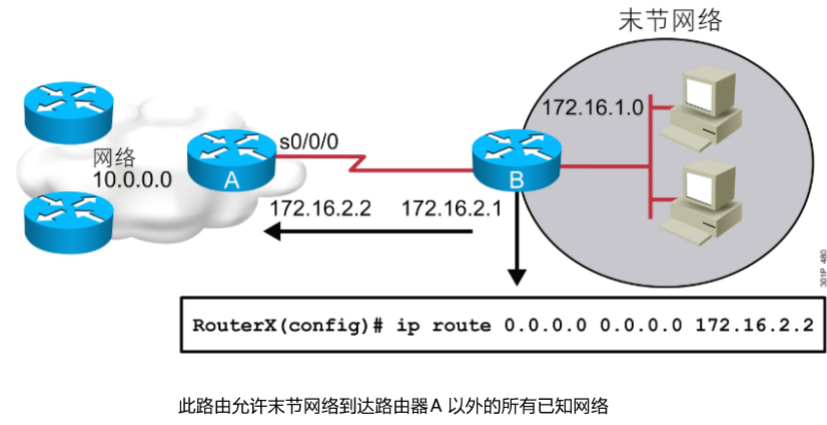 末节网络
172.16.1.0
s0/0/0
网络
10.0.0.0
A
B
172.16.2.2
172.16.2.1
301P_480
RouterX(config)# ip route 0.0.0.0 0.0.0.0 172.16.2.2
此路由允许末节网络到达路由器A 以外的所有已知网络